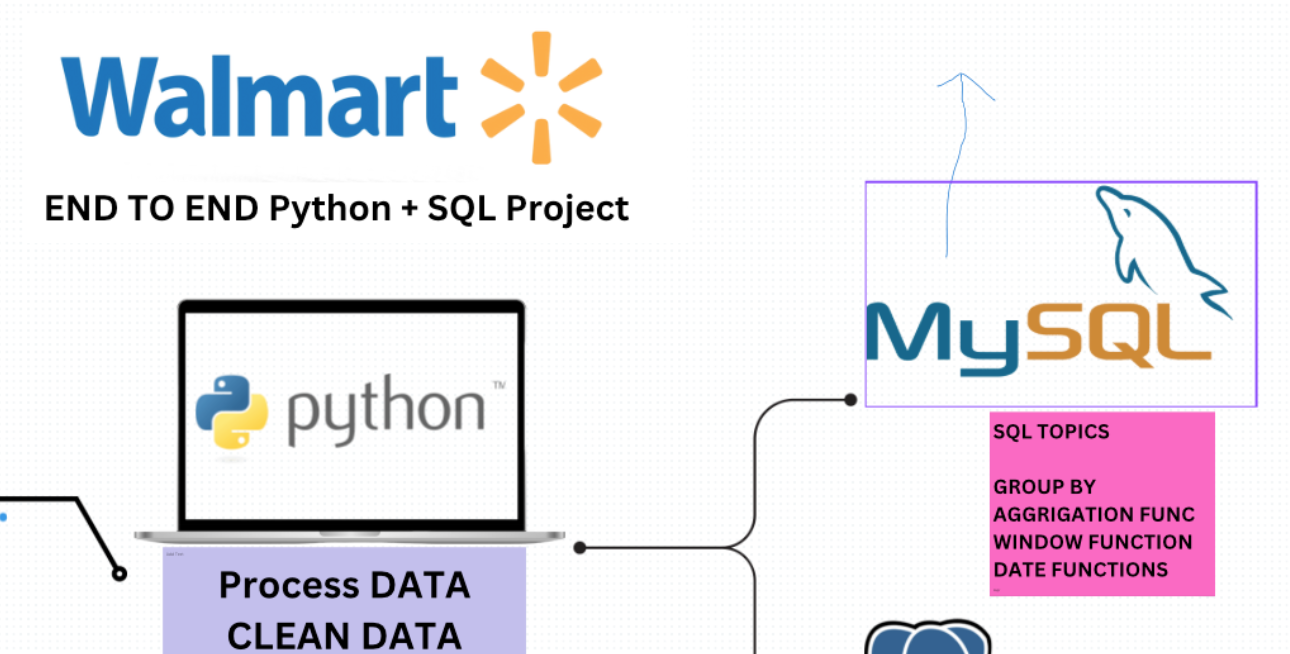 Walmart
END TO END Python + SQL Project
python™
Process DATA
CLEAN DATA
MySQL
SQL TOPICS
GROUP BY
AGGRIGATION FUNC
WINDOW FUNCTION
DATE FUNCTIONS